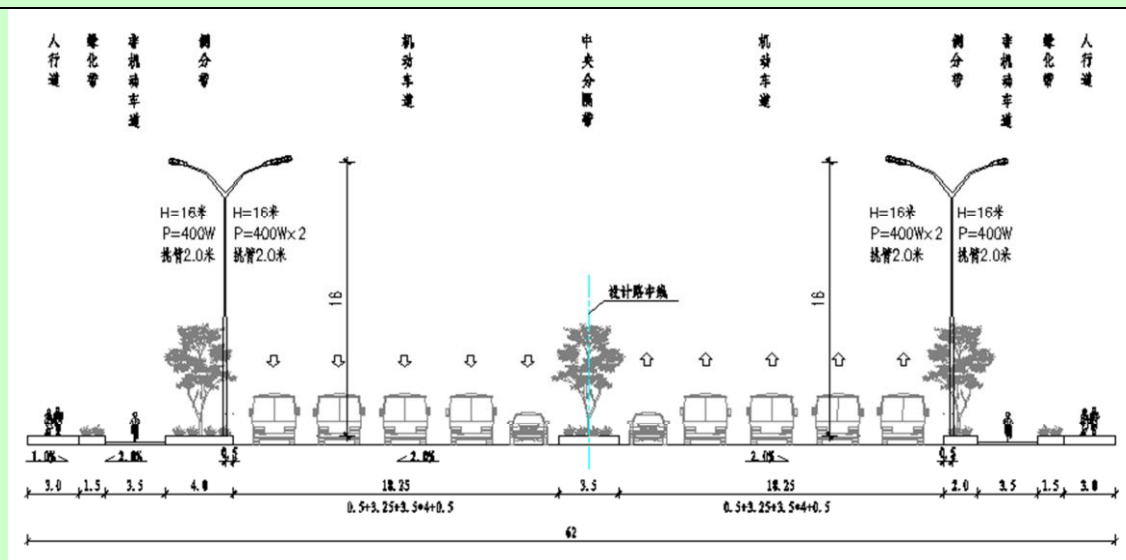 人行道
绿化带
非机动车道
侧分带
机动车道
中央分隔带
机动车道
侧分带
非机动车道
绿化带
人行道
H=16米
P=400W
挑臂2.0米
H=16米
P=400W×2
挑臂2.0米
H=16米
P=400W×2
挑臂2.0米
H=16米
P=400W
挑臂2.0米
16
设计路中线
16
1.0%
2.0%
0.5
2.0%
2.0%
0.5
3.0
1.5
3.5
4.0
18.25
3.5
18.25
2.0
3.5
1.5
3.0
0.5+3.25+3.5*4+0.5
0.5+3.25+3.5*4+0.5
62